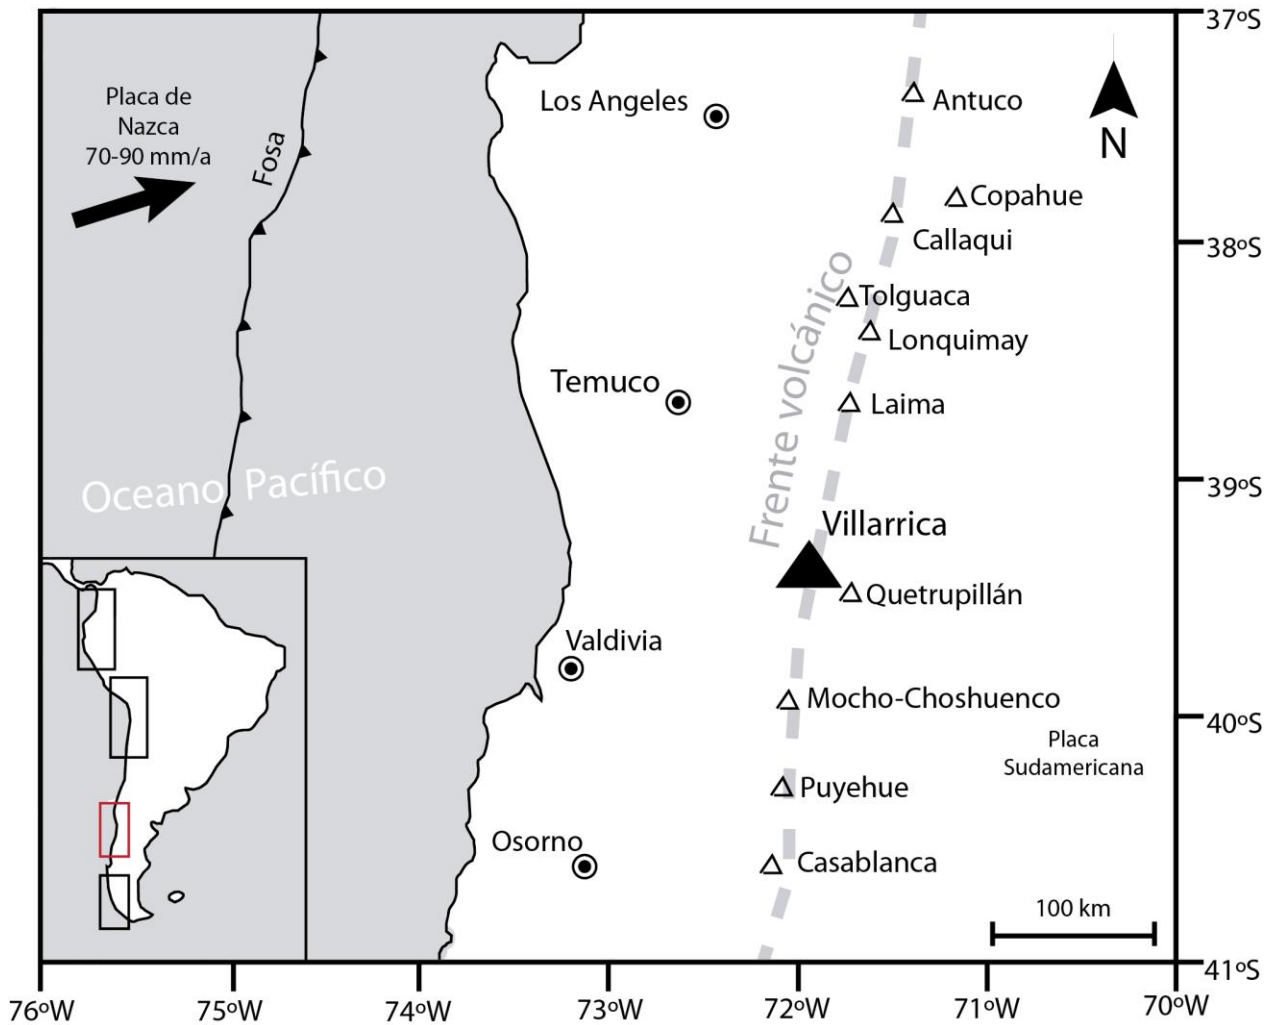 37ºS
Placa de
Nazca
70-90 mm/a
Fosa
Los Angeles
Antuco
N
Copahue
Callaqui
38ºS
Tolguaca
Lonquimay
Frente volcánico
Temuco
Laima
Oceano Pacífico
39ºS
Villarrica
Quetrupillán
Valdivia
Mocho-Choshuenco
40ºS
Placa
Sudamericana
Puyehue
Osorno
Casablanca
100 km
41ºS
76ºW 75ºW 74ºW 73ºW 72ºW 71ºW 70ºW